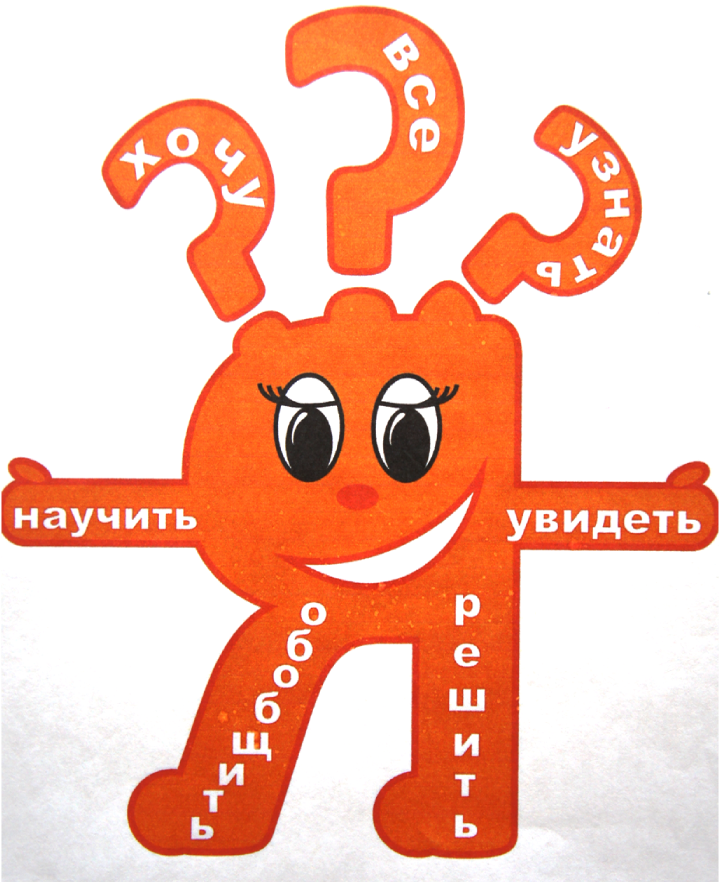 хочу
все
узнать
научить
увидеть
обобщить
решить